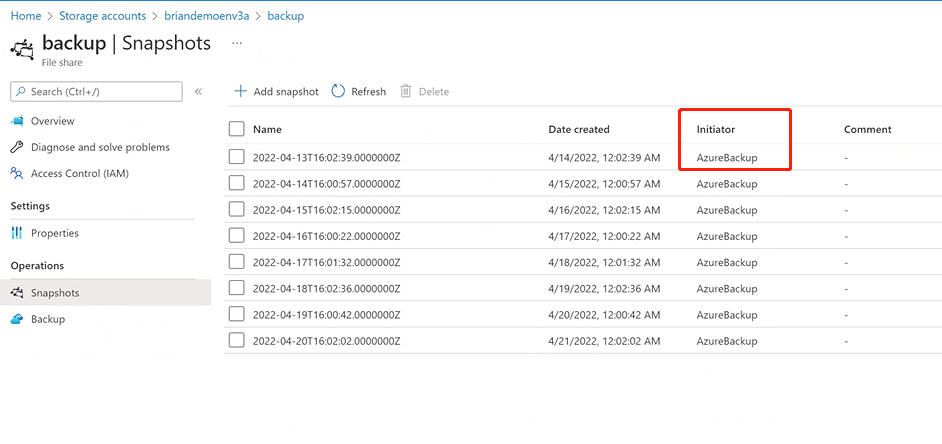 Home > Storage accounts > briandemoenv3a > backup
backup | Snapshots ...
File share
Search (Ctrl+/) «
Overview
Diagnose and solve problems
Access Control (IAM)
Settings
Properties
Operations
Snapshots
Backup
Add snapshot Refresh Delete
Name Date created Initiator Comment
2022-04-13T16:02:39.0000000Z 4/14/2022, 12:02:39 AM AzureBackup -
2022-04-14T16:00:57.0000000Z 4/15/2022, 12:00:57 AM AzureBackup -
2022-04-15T16:02:15.0000000Z 4/16/2022, 12:02:15 AM AzureBackup -
2022-04-16T16:00:22.0000000Z 4/17/2022, 12:00:22 AM AzureBackup -
2022-04-17T16:01:32.0000000Z 4/18/2022, 12:01:32 AM AzureBackup -
2022-04-18T16:02:36.0000000Z 4/19/2022, 12:02:36 AM AzureBackup -
2022-04-19T16:00:42.0000000Z 4/20/2022, 12:00:42 AM AzureBackup -
2022-04-20T16:02:02.0000000Z 4/21/2022, 12:02:02 AM AzureBackup -